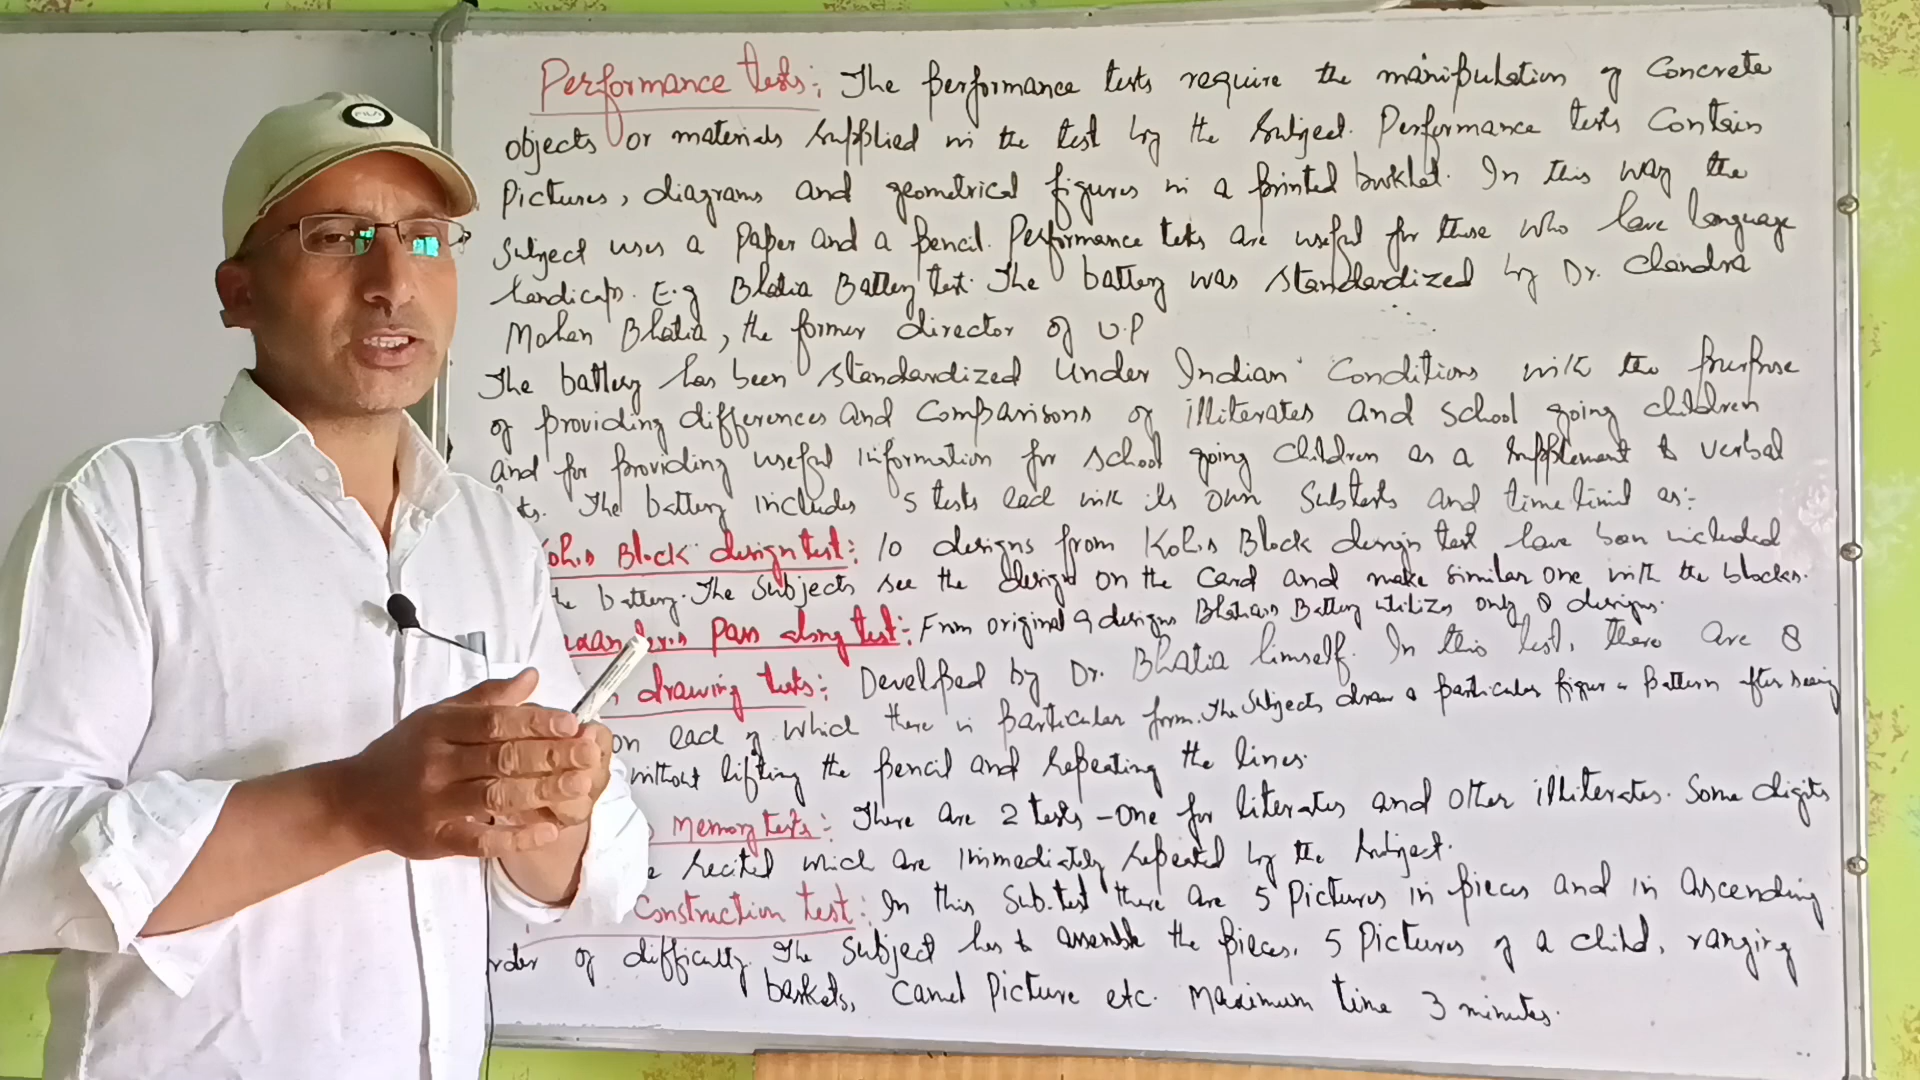 FILA
Performance tests:- The performance tests require the manipulation of Concrete
objects or materials supplied in the test by the subject. Performance tests Contain
Pictures, diagrams and geometrical figures in a printed booklet. In this way the
Subject uses a paper and a pencil. Performance tests are useful for those who have language
handicaps. E.g Bhatia Battery test. The battery was standardized by Dr. Chandra
Mohan Bhatia, the former director of U.P
The battery has been standardized under Indian Conditions with the purpose
of providing differences and Comparisons of illiterates and school going children
and for providing useful information for school going children as a supplement to verbal
ts. The battery includes 5 tests each with its own Subtests and time limit as:-
Koh's Block design test: 10 designs from Koh's Block design test have been included
the battery. The Subjects see the design on the Card and make similar one with the blocks.
Pass along test:- From original 9 designs Bhatia's Battery utilizes only 8 designs.
drawing tests:- Developed by Dr. Bhatia himself. In this test, there are 8
on each of which there is particular form. The Subjects draw a particular figure or Pattern after seeing
without lifting the pencil and repeating the lines.
Memory tests:- There are 2 tests - one for literates and other illiterates. Some digits
recited which are immediately repeated by the subject.
Construction test:- In this Sub.test there are 5 Pictures in pieces and in ascending
rder of difficulty. The Subject has to assemble the pieces. 5 Pictures of a child, ranging
baskets, Camel Picture etc. Maximum time 3 minutes.